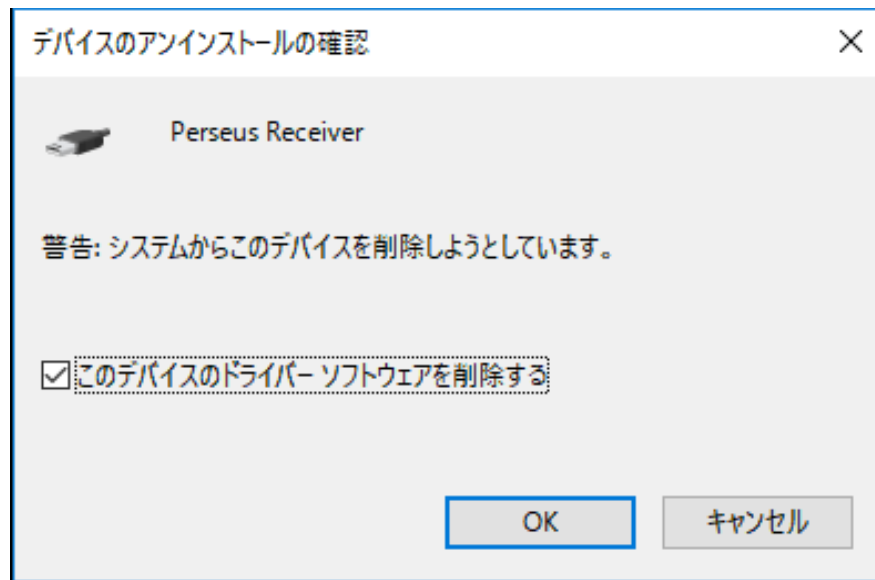 デバイスのアンインストールの確認
Perseus Receiver
警告: システムからこのデバイスを削除しようとしています。
このデバイスのドライバー ソフトウェアを削除する
OK
キャンセル